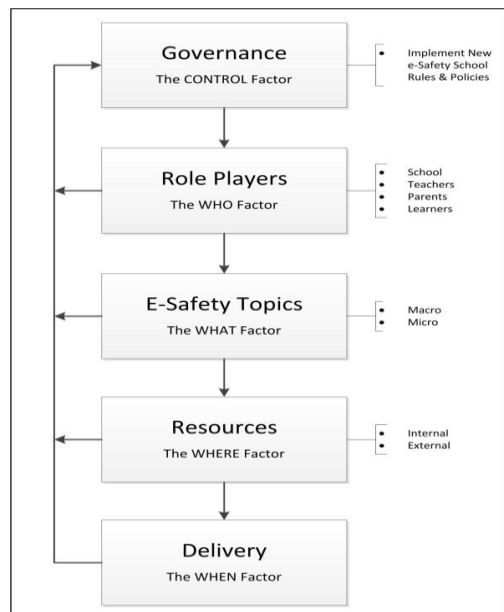 Governance
The CONTROL Factor
• Implement New
e-Safety School
Rules & Policies
Role Players
The WHO Factor
• School
• Teachers
• Parents
• Learners
E-Safety Topics
The WHAT Factor
• Macro
• Micro
Resources
The WHERE Factor
• Internal
• External
Delivery
The WHEN Factor